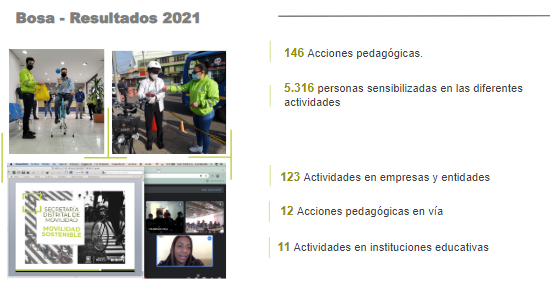 Bosa - Resultados 2021
146 Acciones pedagógicas.
5.316 personas sensibilizadas en las diferentes
actividades
123 Actividades en empresas y entidades
12 Acciones pedagógicas en vía
11 Actividades en instituciones educativas
SECRETARÍA
DISTRITAL DE
MOVILIDAD
MOVILIDAD
SOSTENIBLE